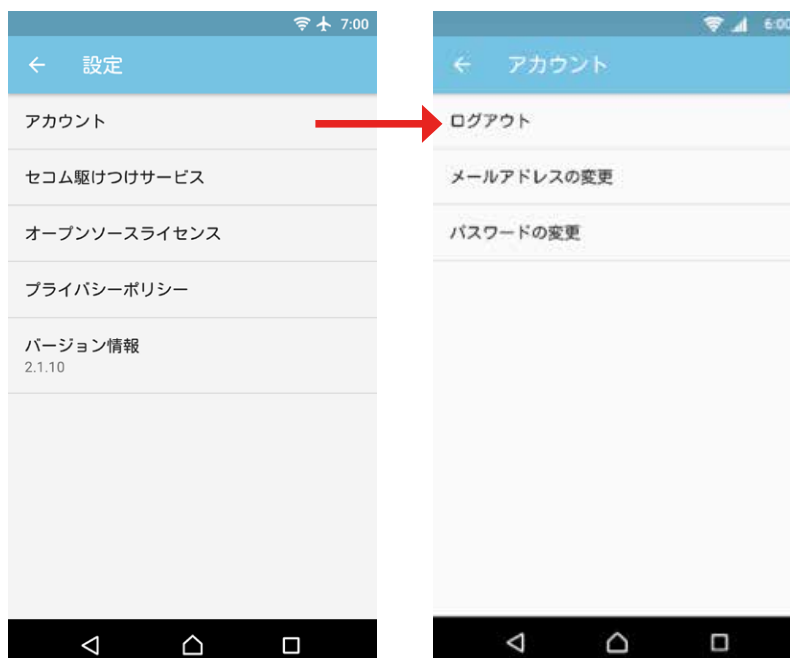 7:00
設定
アカウント
セコム駆けつけサービス
オープンソースライセンス
プライバシーポリシー
バージョン情報
2.1.10
6:00
アカウント
ログアウト
メールアドレスの変更
パスワードの変更